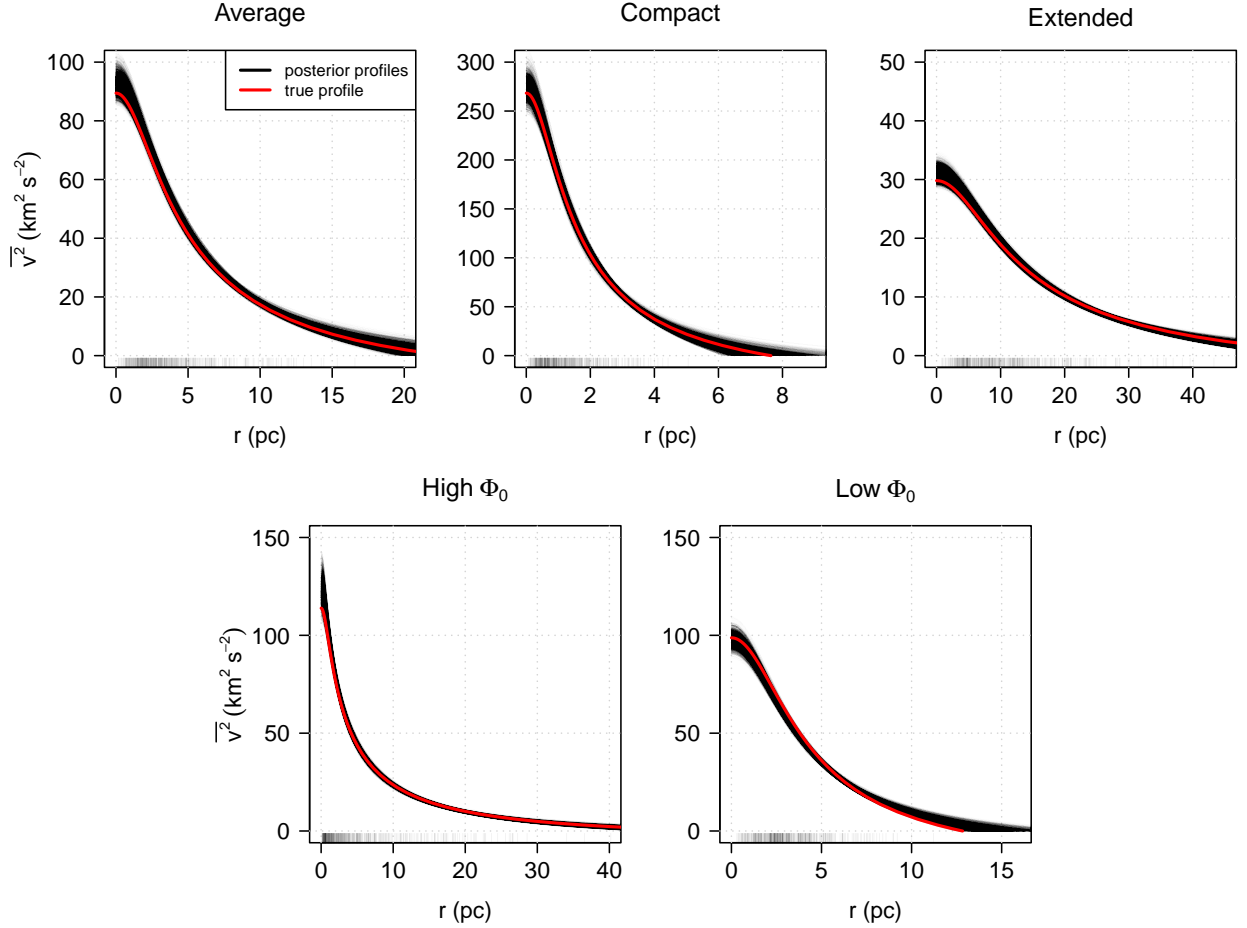 Average
Compact
Extended
100
80
60
40
20
0
0 5 10 15 20
r (pc)
v² (km² s⁻²)
posterior profiles
true profile
300
250
200
150
100
50
0
0 2 4 6 8
r (pc)
50
40
30
20
10
0
0 10 20 30 40
r (pc)
High Φ₀
Low Φ₀
150
100
50
0
0 10 20 30 40
r (pc)
v² (km² s⁻²)
150
100
50
0
0 5 10 15
r (pc)